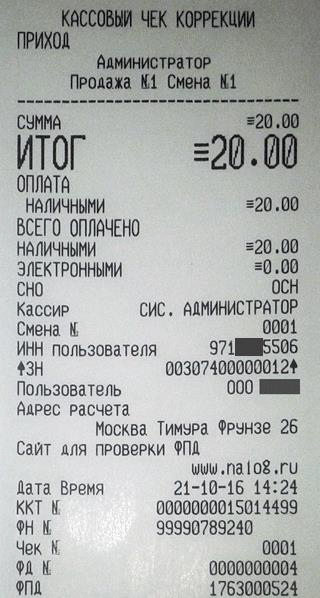 КАССОВЫЙ ЧЕК КОРРЕКЦИИ
ПРИХОД
Администратор
Продажа №1 Смена №1
СУММА ≡20.00
ИТОГ ≡20.00
ОПЛАТА
НАЛИЧНЫМИ ≡20.00
ВСЕГО ОПЛАЧЕНО
НАЛИЧНЫМИ ≡20.00
ЭЛЕКТРОННЫМИ ≡0.00
СНО ОСН
Кассир СИС. АДМИНИСТРАТОР
Смена № 0001
ИНН пользователя 971 5506
↑ЗН 00307400000012↑
Пользователь ООО
Адрес расчета
Москва Тимура Фрунзе 26
Сайт для проверки ФПД
www.nalog.ru
Дата Время 21-10-16 14:24
ККТ № 0000000015014499
ФН № 99990789240
Чек № 0001
ФД № 0000000004
ФПД 1763000524